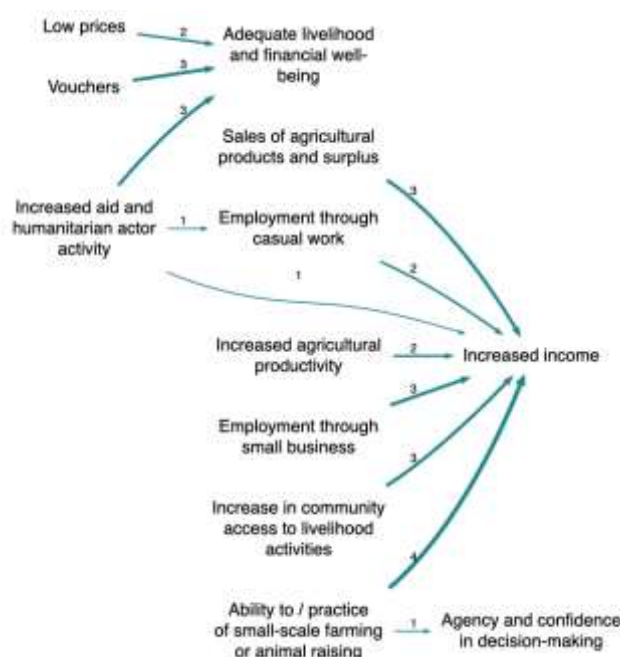 Low prices
2
Adequate livelihood
and financial well-
being
3
Vouchers
3
Sales of agricultural
products and surplus
3
Increased aid and
humanitarian actor
activity
1
Employment through
casual work
2
1
Increased agricultural
productivity
2
Increased income
3
Employment through
small business
3
Increase in community
access to livelihood
activities
4
Ability to / practice
of small-scale farming
or animal raising
1
Agency and confidence
in decision-making